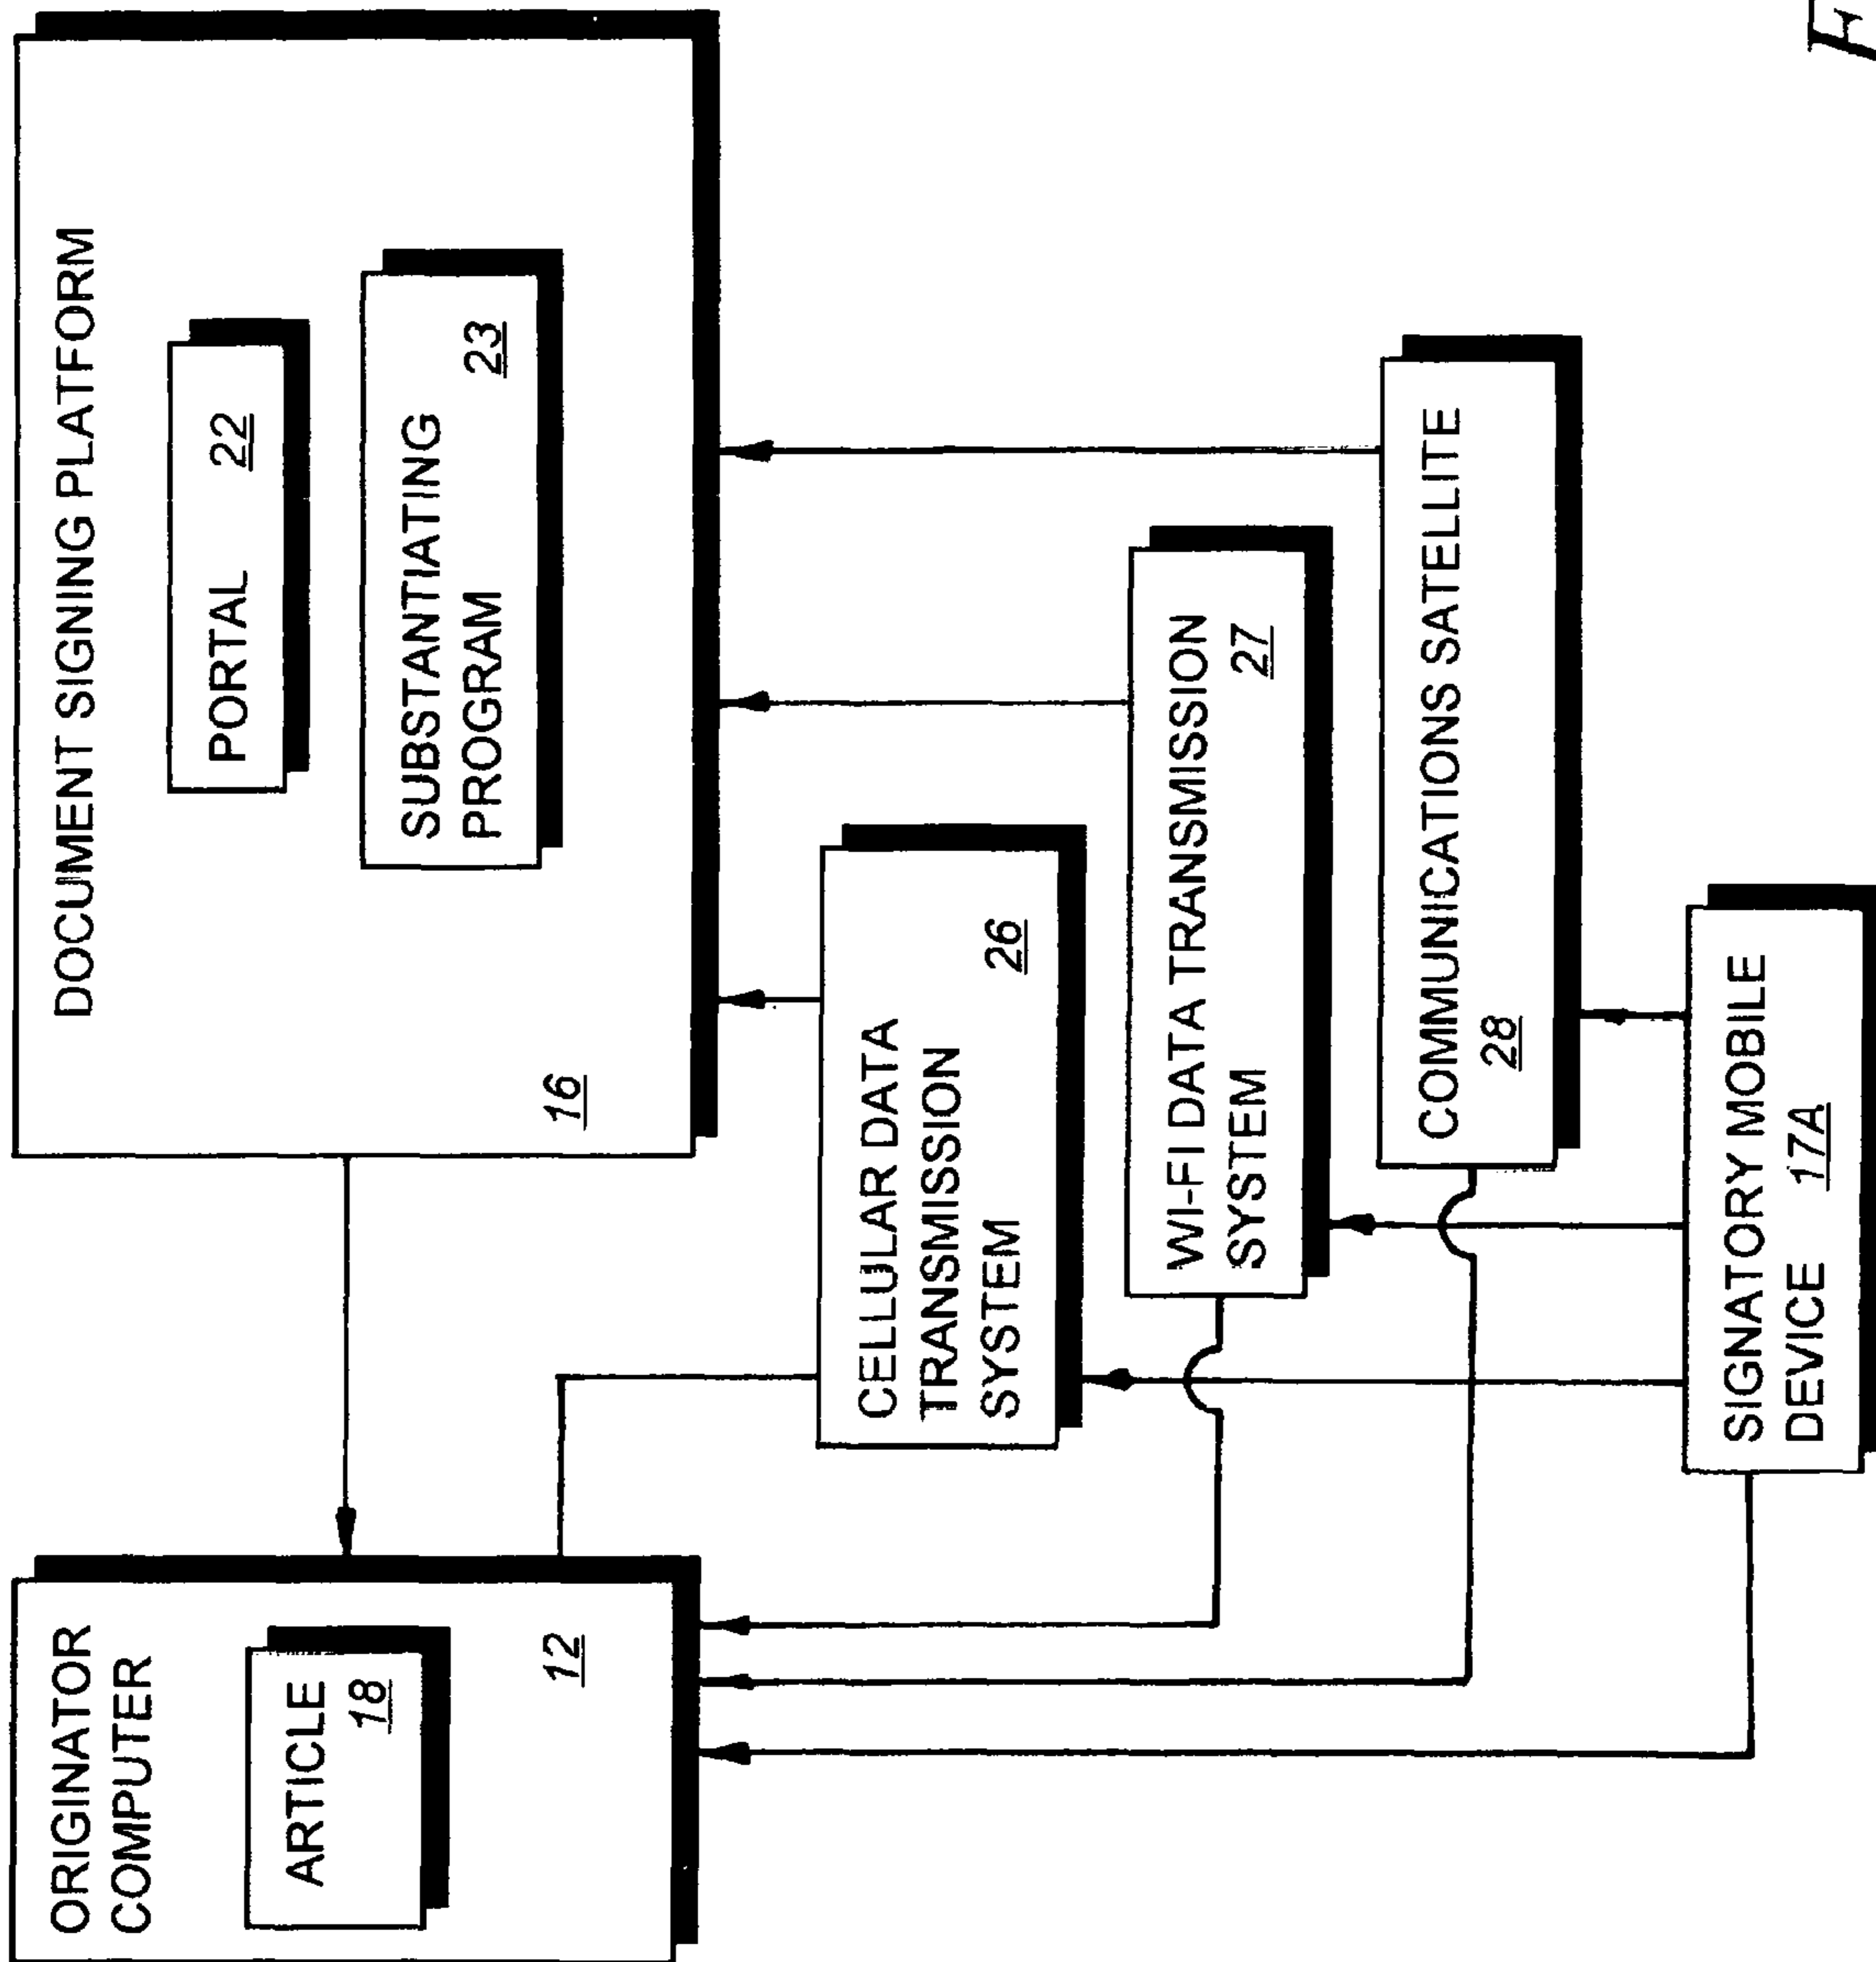 ORIGINATOR
COMPUTER
ARTICLE
18
12
DOCUMENT SIGNING PLATFORM
PORTAL 22
SUBSTANTIATING
PROGRAM 23
16
CELLULAR DATA
TRANSMISSION
SYSTEM 26
WI-FI DATA TRANSMISSION
SYSTEM 27
COMMUNICATIONS SATELLITE
28
SIGNATORY MOBILE
DEVICE 17A